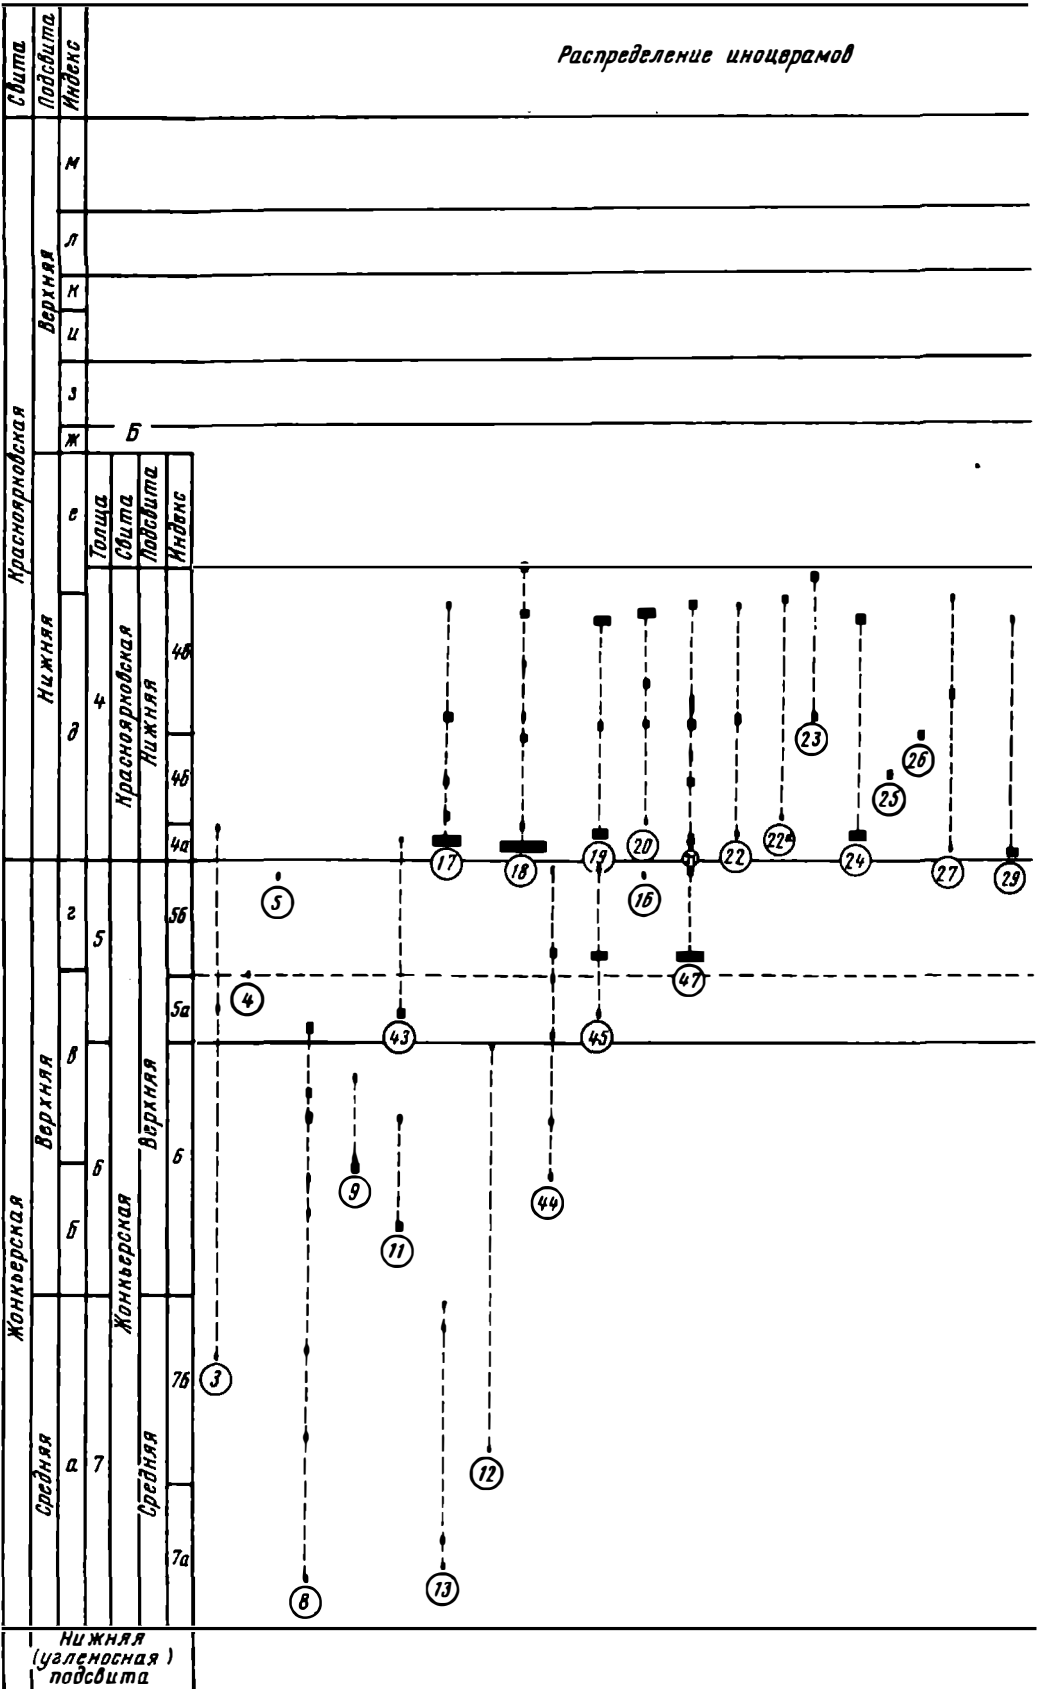 Свита
Подсвита
Индекс
Распределение иноцерамов
Красноярковская
Верхняя
м
л
к
и
з
ж
Б
Нижняя
е
д
Толща
Свита
Подсвита
Индекс
4
Красноярковская
Нижняя
4в
4б
4а
23
26
25
17
18
19
20
21
22
22а
24
27
29
Жонкьерская
Верхняя
г
в
б
5
6
Жонкьерская
Верхняя
5б
5а
6
5
16
4
47
43
45
9
44
11
Средняя
а
7
Средняя
7б
7а
3
12
13
8
Нижняя
(угленосная)
подсвита